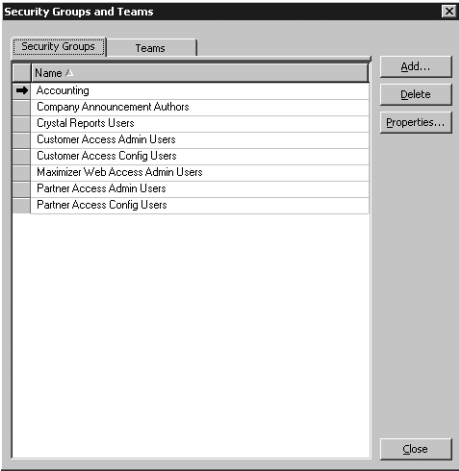 Security Groups and Teams
Security Groups
Teams
Name
Accounting
Company Announcement Authors
Crystal Reports Users
Customer Access Admin Users
Customer Access Config Users
Maximizer Web Access Admin Users
Partner Access Admin Users
Partner Access Config Users
Add...
Delete
Properties...
Close